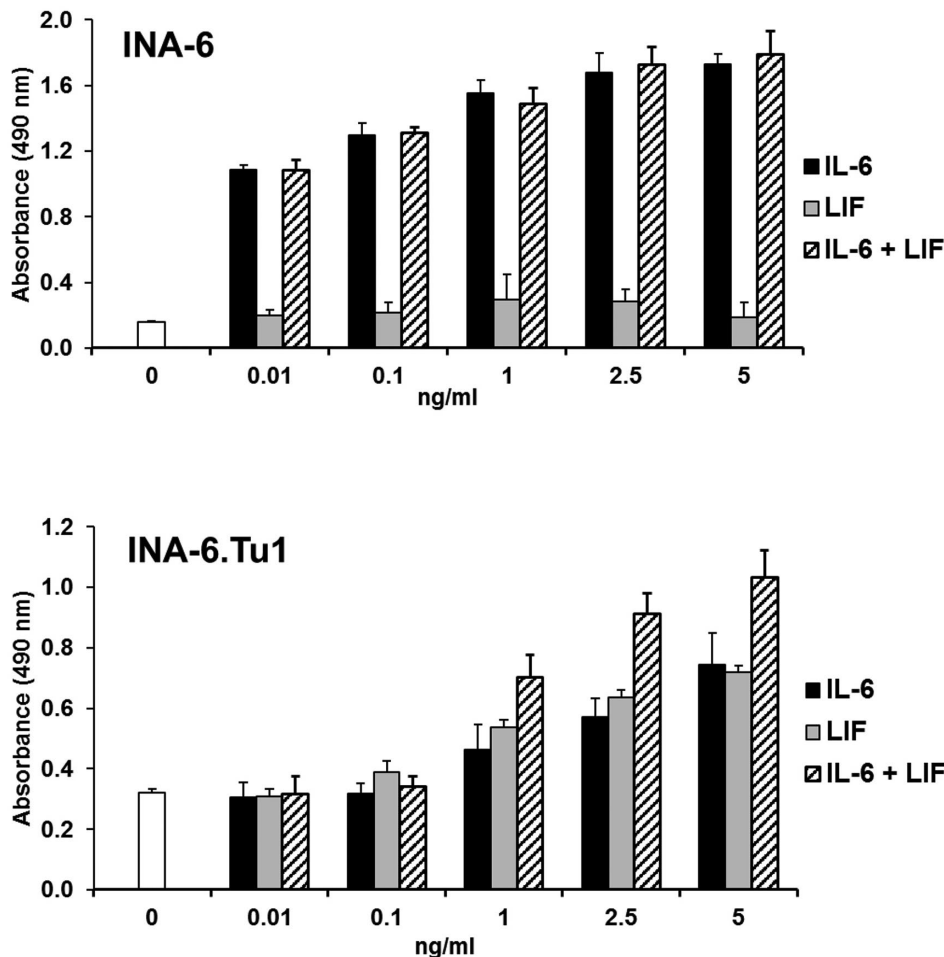 INA-6
Absorbance (490 nm)
2.0
1.6
1.2
0.8
0.4
0.0
0 0.01 0.1 1 2.5 5
ng/ml
IL-6
LIF
IL-6 + LIF
INA-6.Tu1
Absorbance (490 nm)
1.2
1.0
0.8
0.6
0.4
0.2
0.0
0 0.01 0.1 1 2.5 5
ng/ml
IL-6
LIF
IL-6 + LIF